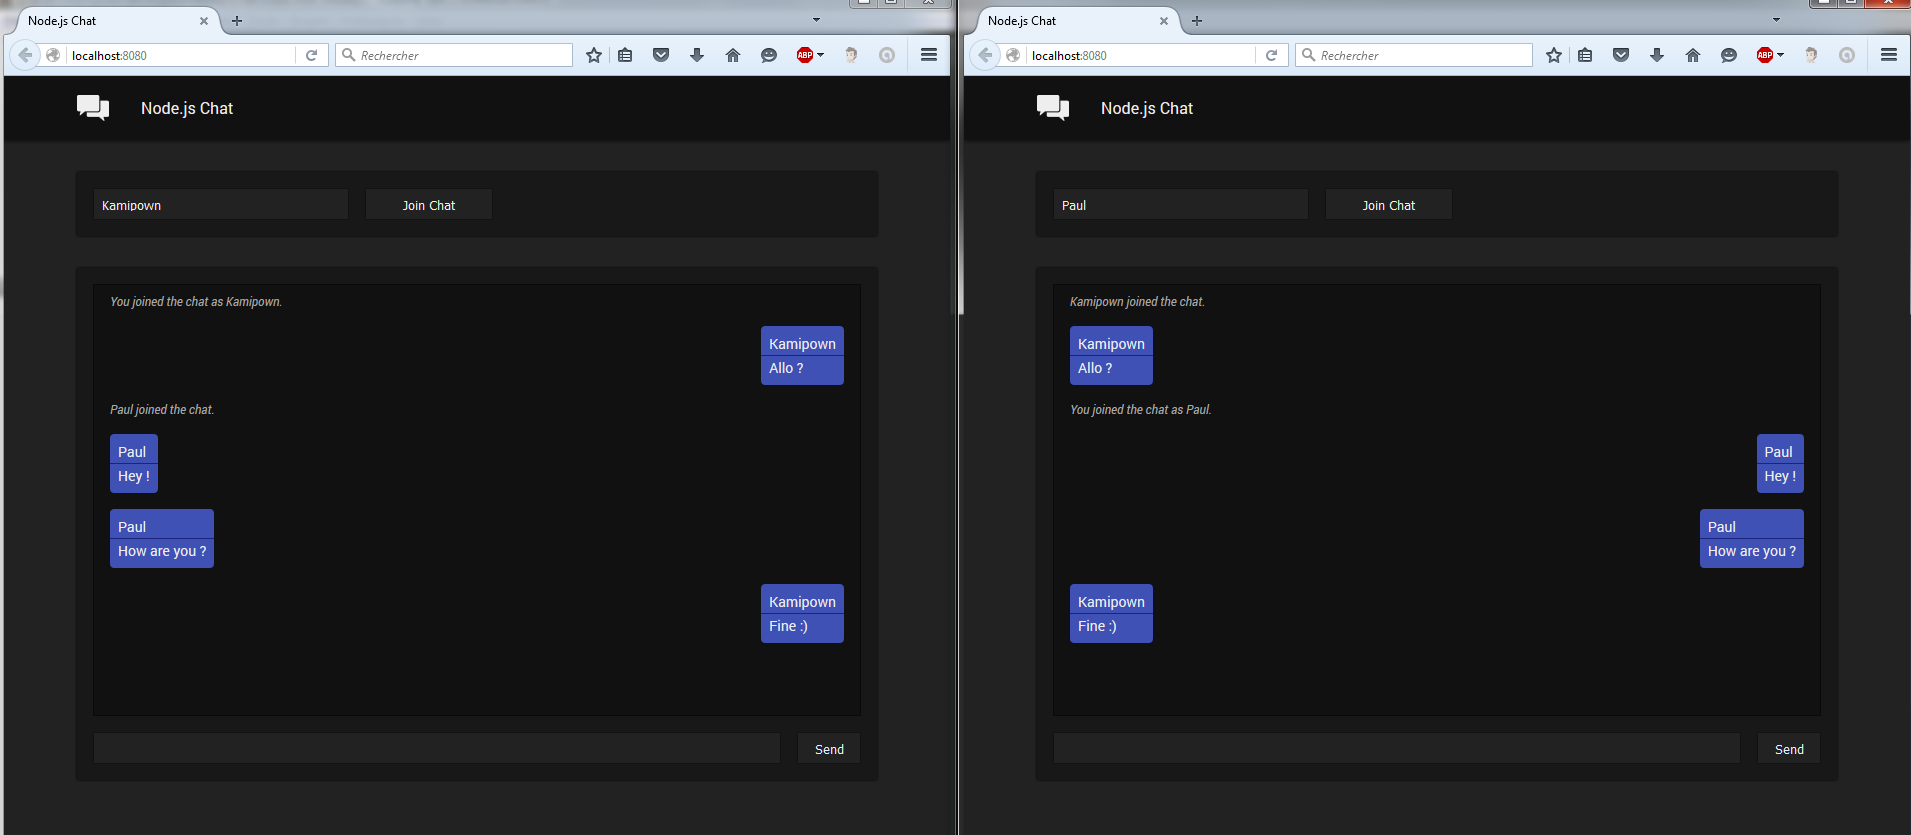 Node.js Chat
localhost:8080
Rechercher
ABP
Node.js Chat
Kamipown
Join Chat
You joined the chat as Kamipown.
Kamipown
Allo ?
Paul joined the chat.
Paul
Hey !
Paul
How are you ?
Kamipown
Fine :)
Send
Node.js Chat
localhost:8080
Rechercher
ABP
Node.js Chat
Paul
Join Chat
Kamipown joined the chat.
Kamipown
Allo ?
You joined the chat as Paul.
Paul
Hey !
Paul
How are you ?
Kamipown
Fine :)
Send